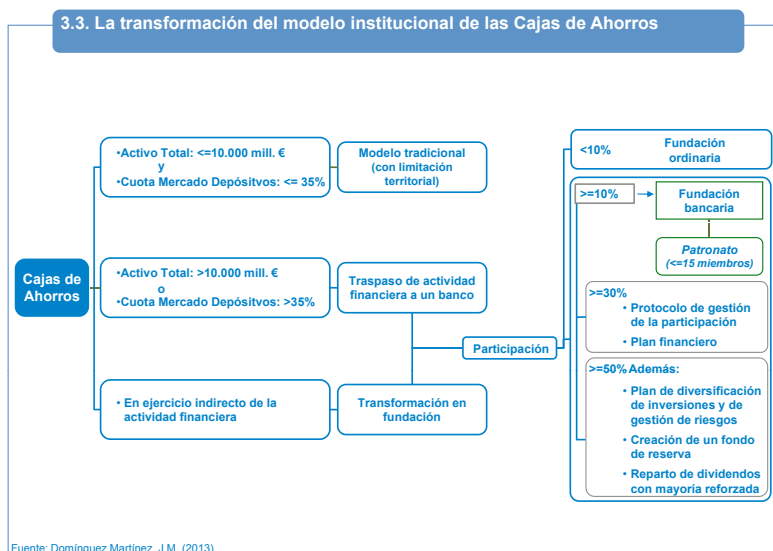 3.3. La transformación del modelo institucional de las Cajas de Ahorros
Cajas de
Ahorros
•Activo Total: <=10.000 mill. €
y
•Cuota Mercado Depósitvos: <= 35%
Modelo tradicional
(con limitación
territorial)
•Activo Total: >10.000 mill. €
o
•Cuota Mercado Depósitvos: >35%
Traspaso de actividad
financiera a un banco
• En ejercicio indirecto de la
actividad financiera
Transformación en
fundación
Participación
<10% Fundación
ordinaria
>=10%
Fundación
bancaria
Patronato
(<=15 miembros)
>=30%
• Protocolo de gestión
de la participación
• Plan financiero
>=50% Además:
• Plan de diversificación
de inversiones y de
gestión de riesgos
• Creación de un fondo
de reserva
• Reparto de dividendos
con mayoría reforzada
Fuente: Domínguez Martínez, J.M. (2013)